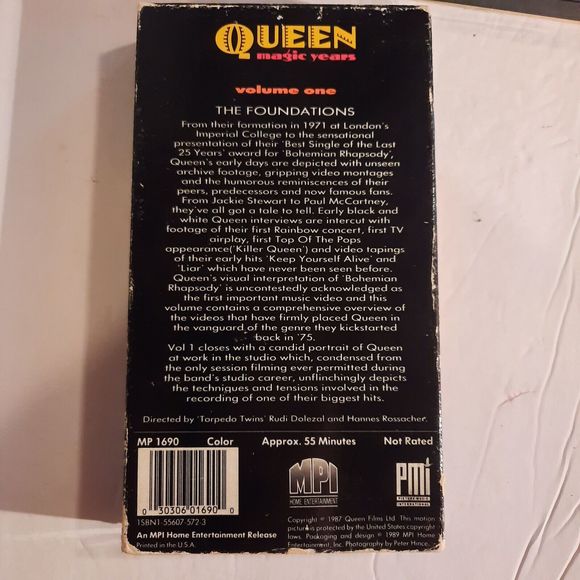 QUEEN
magic years
volume one
THE FOUNDATIONS
From their formation in 1971 at London's
Imperial College to the sensational
presentation of their 'Best Single of the Last
25 Years' award for 'Bohemian Rhapsody',
Queen's early days are depicted with unseen
archive footage, gripping video montages
and the humorous reminiscences of their
peers, predecessors and now famous fans.
From Jackie Stewart to Paul McCartney,
they've all got a tale to tell. Early black and
white Queen interviews are intercut with
footage of their first Rainbow concert, first TV
airplay, first Top Of The Pops
appearance('Killer Queen') and video tapings
of their early hits 'Keep Yourself Alive' and
'Liar' which have never been seen before.
Queen's visual interpretation of 'Bohemian
Rhapsody' is uncontestedly acknowledged as
the first important music video and this
volume contains a comprehensive overview of
the videos that have firmly placed Queen in
the vanguard of the genre they kickstarted
back in '75.
Vol 1 closes with a candid portrait of Queen
at work in the studio which, condensed from
the only session filming ever permitted during
the band's studio career, unflinchingly depicts
the techniques and tensions involved in the
recording of one of their biggest hits.
Directed by 'Torpedo Twins' Rudi Dolezal and Hannes Rossacher.
MP 1690 Color Approx. 55 Minutes Not Rated
0 30306 01690 0
ISBN1-55607-572-3
MPI
HOME ENTERTAINMENT
PMI
PICTURE MUSIC
INTERNATIONAL
An MPI Home Entertainment Release
Printed in the U.S.A.
Copyright © 1987 Queen Films Ltd. This motion
picture is protected by the United States copyright
laws. Packaging and design © 1989 MPI Home
Entertainment, Inc. Photography by Peter Hince.